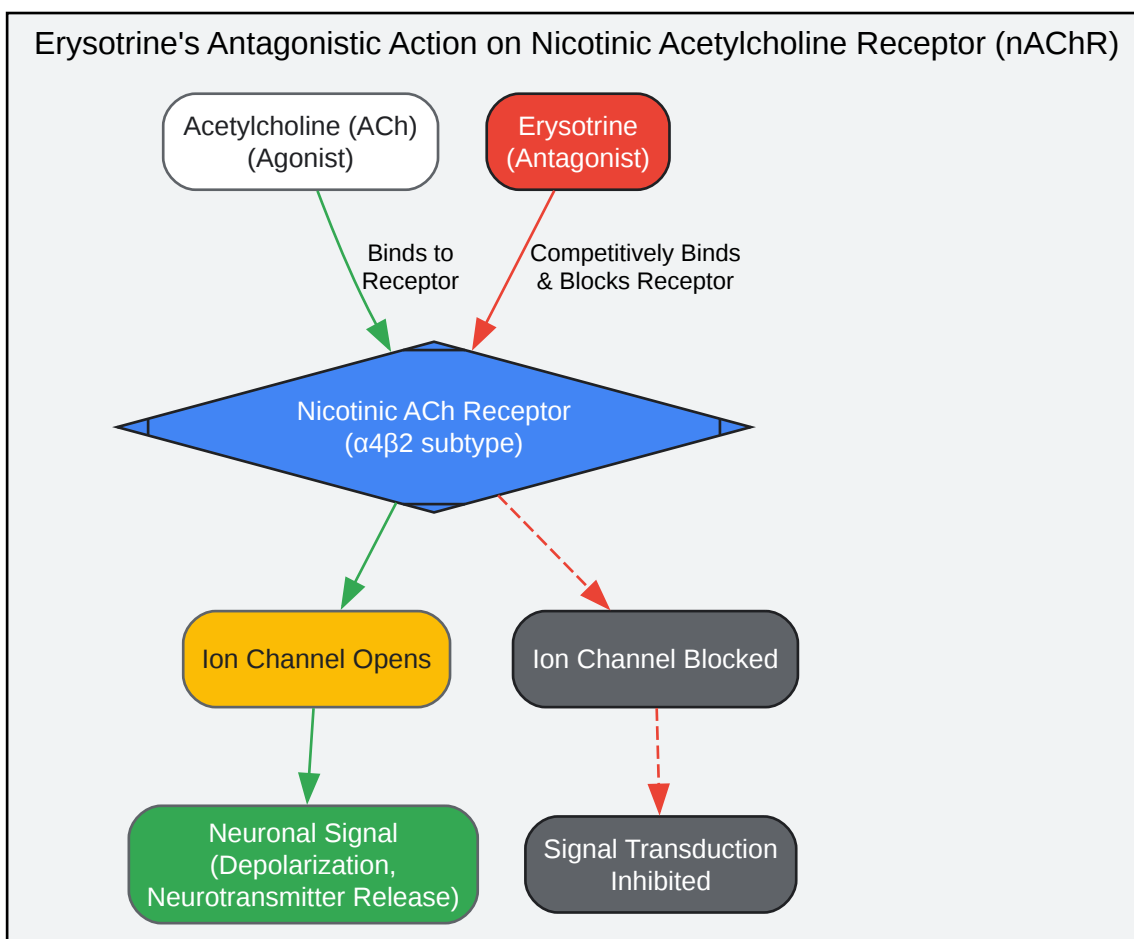 Erysotrine's Antagonistic Action on Nicotinic Acetylcholine Receptor (nAChR)
Acetylcholine (ACh)
(Agonist)
Erysotrine
(Antagonist)
Binds to
Receptor
Competitively Binds
& Blocks Receptor
Nicotinic ACh Receptor
(α4β2 subtype)
Ion Channel Opens
Ion Channel Blocked
Neuronal Signal
(Depolarization,
Neurotransmitter Release)
Signal Transduction
Inhibited